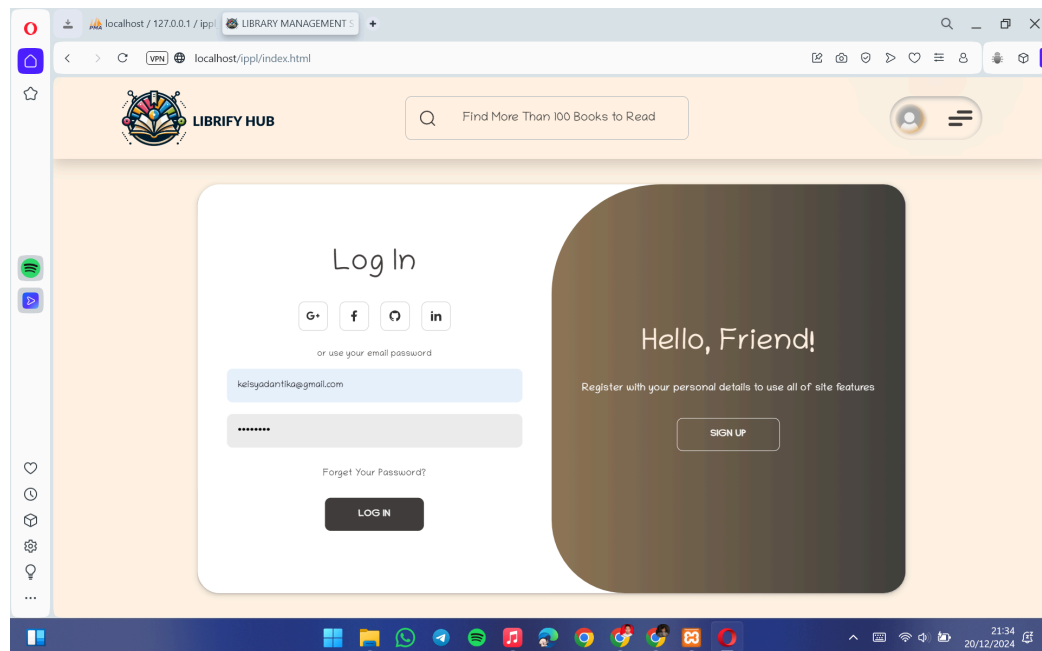 localhost / 127.0.0.1 / ippl
LIBRARY MANAGEMENT S
VPN
localhost/ippl/index.html
LIBRIFY HUB
Find More Than 100 Books to Read
Log In
G+
f
in
or use your email password
keisyadantika@gmail.com
••••••••
Forget Your Password?
LOG IN
Hello, Friend!
Register with your personal details to use all of site features
SIGN UP
21:34
20/12/2024